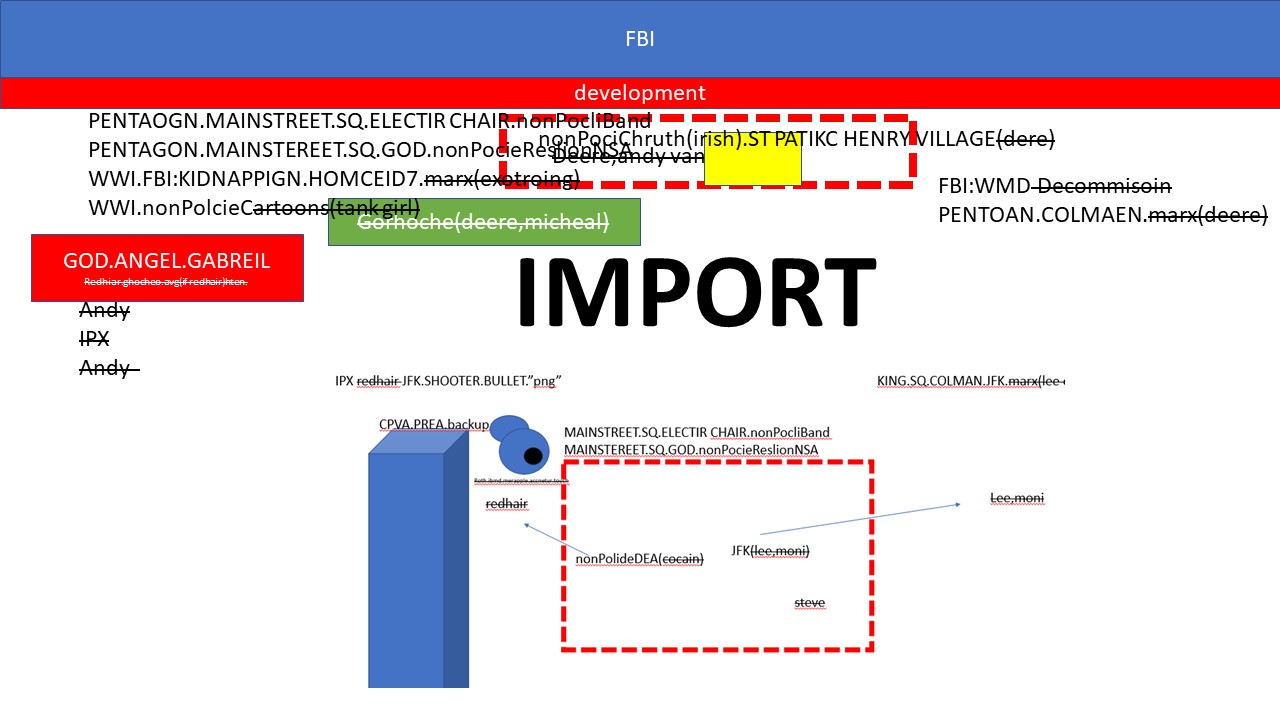 FBI
development
PENTAOGN.MAINSTREET.SQ.ELECTIR CHAIR.nonPocliBand
nonPociChruth(irish).ST PATIKC HENRY VILLAGE(dere)
PENTAGON.MAINSTEREET.SQ.GOD.nonPocieReslionNSA
Deere,andy van
WWI.FBI:KIDNAPPIGN.HOMCEID7.marx(exotroing)
FBI:WMD Decommisoin
WWI.nonPolcieCartoons(tank girl)
PENTOAN.COLMAEN.marx(deere)
Gorhoche(deere,micheal)
GOD.ANGEL.GABREIL
Redhiar.ghocheo.avg(if redhair)hten.
IMPORT
Andy
IPX
Andy
IPX redhair JFK.SHOOTER.BULLET.”png”
KING.SQ.COLMAN.JFK.marx(lee
CPVA.PREA.backup
MAINSTREET.SQ.ELECTIR CHAIR.nonPocliBand
MAINSTEREET.SQ.GOD.nonPocieReslionNSA
redhair
Lee,moni
JFK(lee,moni)
nonPolideDEA(cocain)
steve